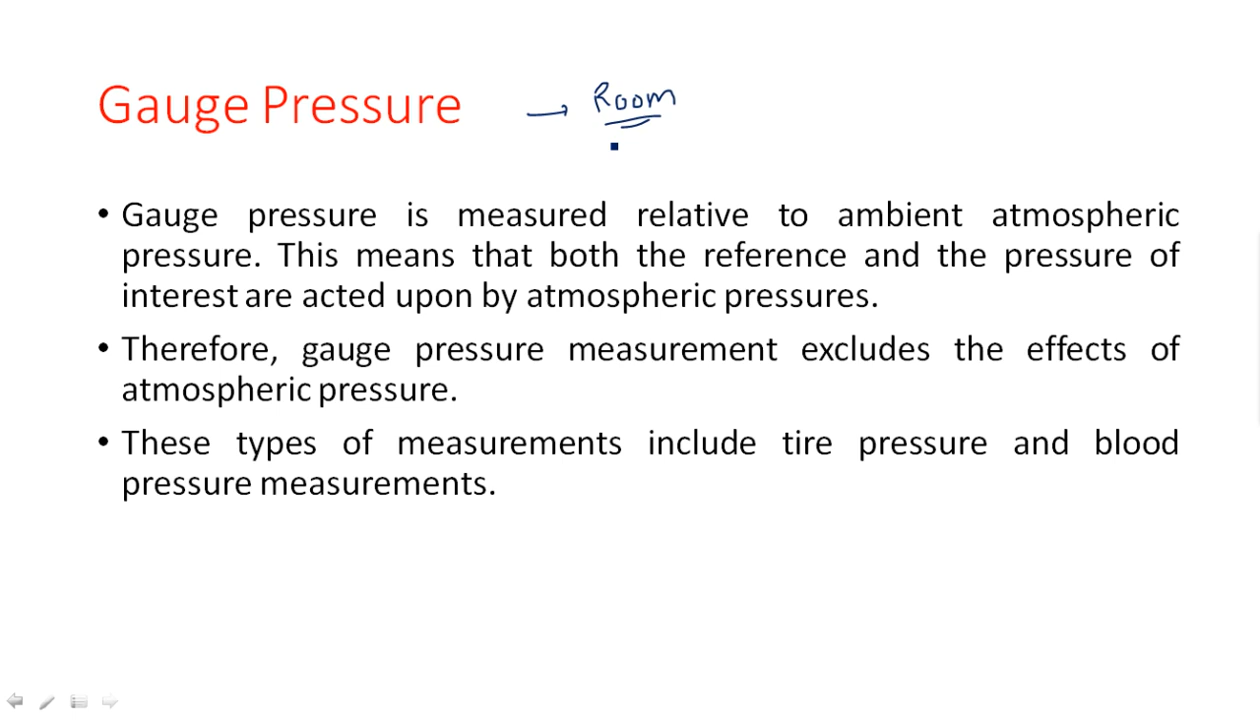 Gauge Pressure → Room
• Gauge pressure is measured relative to ambient atmospheric
pressure. This means that both the reference and the pressure of
interest are acted upon by atmospheric pressures.
• Therefore, gauge pressure measurement excludes the effects of
atmospheric pressure.
• These types of measurements include tire pressure and blood
pressure measurements.